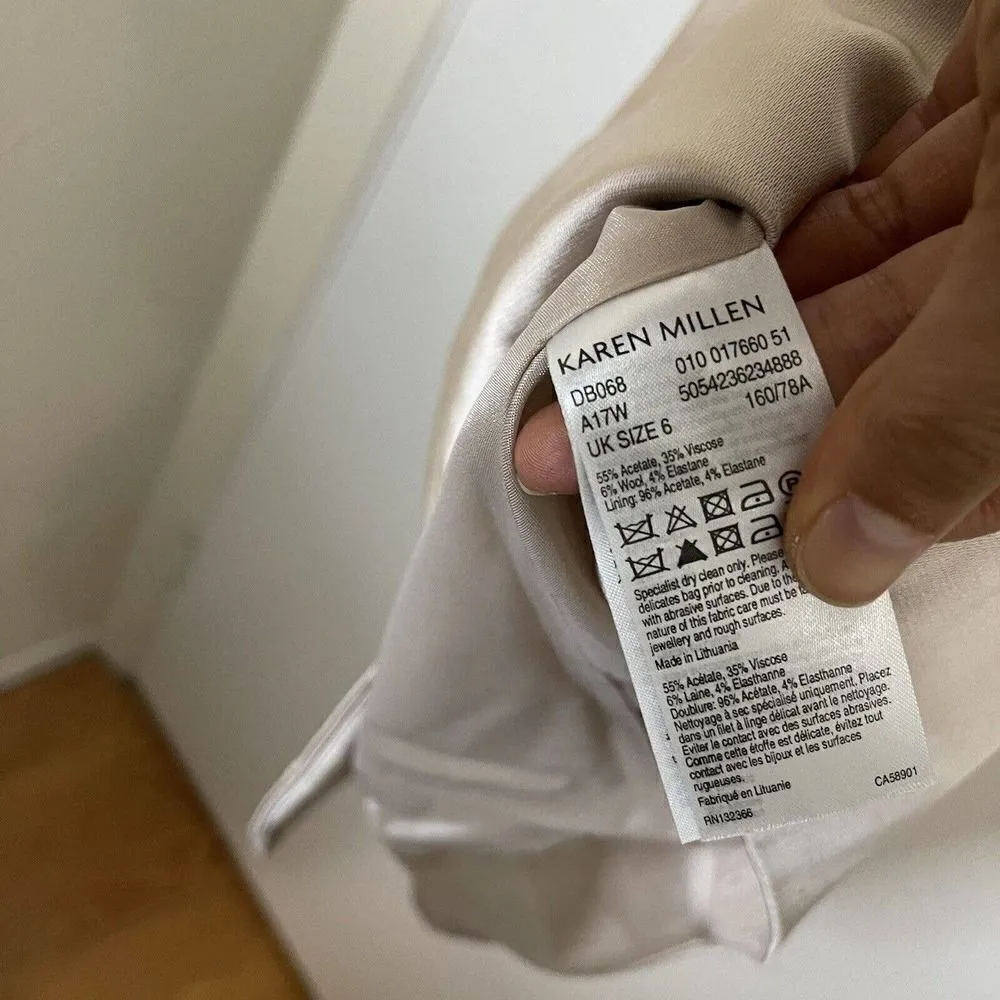 KAREN MILLEN
DB068 010 017660 51
A17W 5054236234888
UK SIZE 6 160/78A
55% Acetate, 35% Viscose
6% Wool, 4% Elastane
Lining: 96% Acetate, 4% Elastane
P
Specialist dry clean only. Please
delicates bag prior to cleaning.
with abrasive surfaces. Due to the
nature of this fabric care must be
jewellery and rough surfaces.
Made in Lithuania
55% Acétate, 35% Viscose
6% Laine, 4% Elasthanne
Doublure: 96% Acétate, 4% Elasthanne
Nettoyage à sec spécialisé uniquement. Placez
dans un filet à linge délicat avant le nettoyage.
Eviter le contact avec des surfaces abrasives.
Comme cette étoffe est délicate, évitez tout
contact avec les bijoux et les surfaces
rugueuses.
Fabriqué en Lituanie CA58901
RN132366